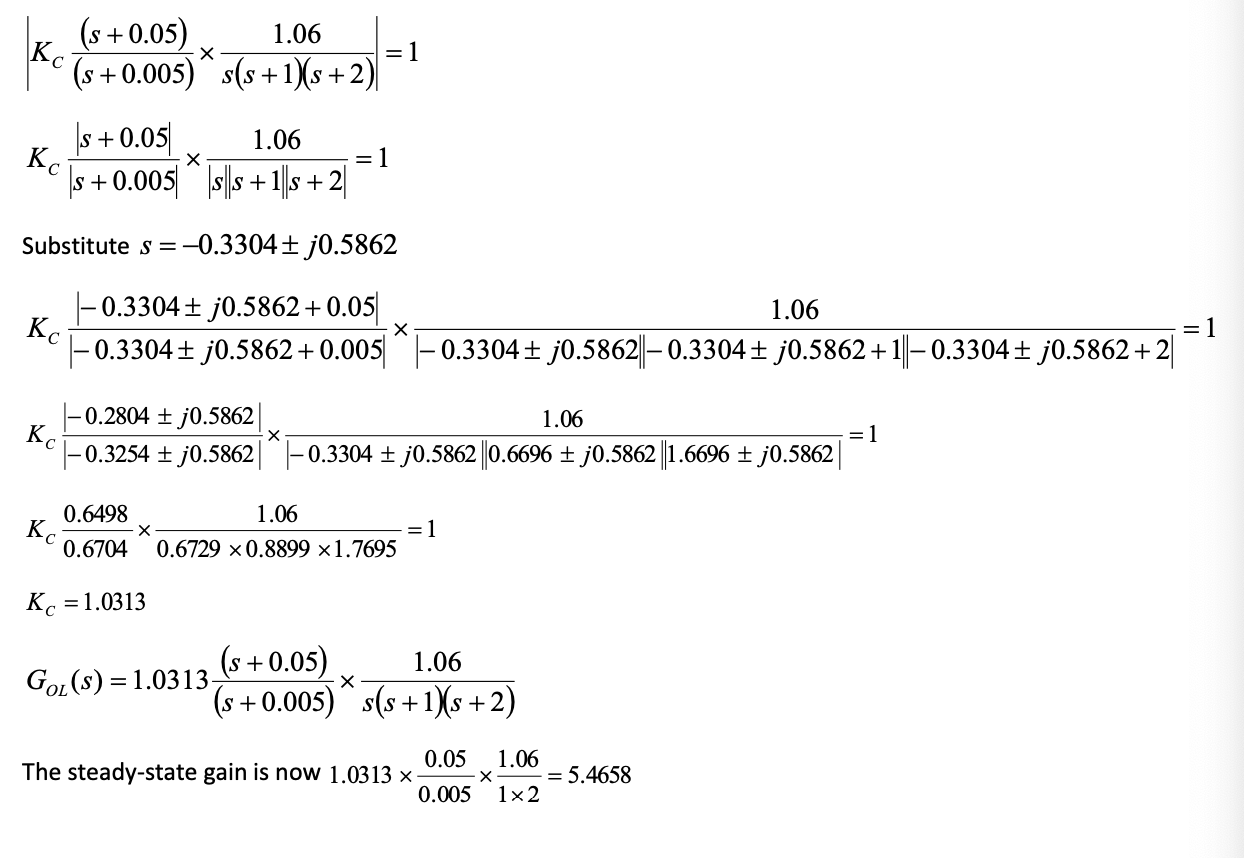 |K_C (s + 0.05)/(s + 0.005) × 1.06/(s(s + 1)(s + 2))| = 1
K_C |s + 0.05|/|s + 0.005| × 1.06/(|s||s + 1||s + 2|) = 1
Substitute s = −0.3304 ± j0.5862
K_C |− 0.3304 ± j0.5862 + 0.05|/|− 0.3304 ± j0.5862 + 0.005| × 1.06/(|− 0.3304 ± j0.5862||− 0.3304 ± j0.5862 + 1||− 0.3304 ± j0.5862 + 2|) = 1
K_C |− 0.2804 ± j0.5862|/|− 0.3254 ± j0.5862| × 1.06/(|− 0.3304 ± j0.5862||0.6696 ± j0.5862||1.6696 ± j0.5862|) = 1
K_C 0.6498/0.6704 × 1.06/(0.6729 × 0.8899 × 1.7695) = 1
K_C = 1.0313
G_OL(s) = 1.0313 (s + 0.05)/(s + 0.005) × 1.06/(s(s + 1)(s + 2))
The steady-state gain is now 1.0313 × 0.05/0.005 × 1.06/(1 × 2) = 5.4658